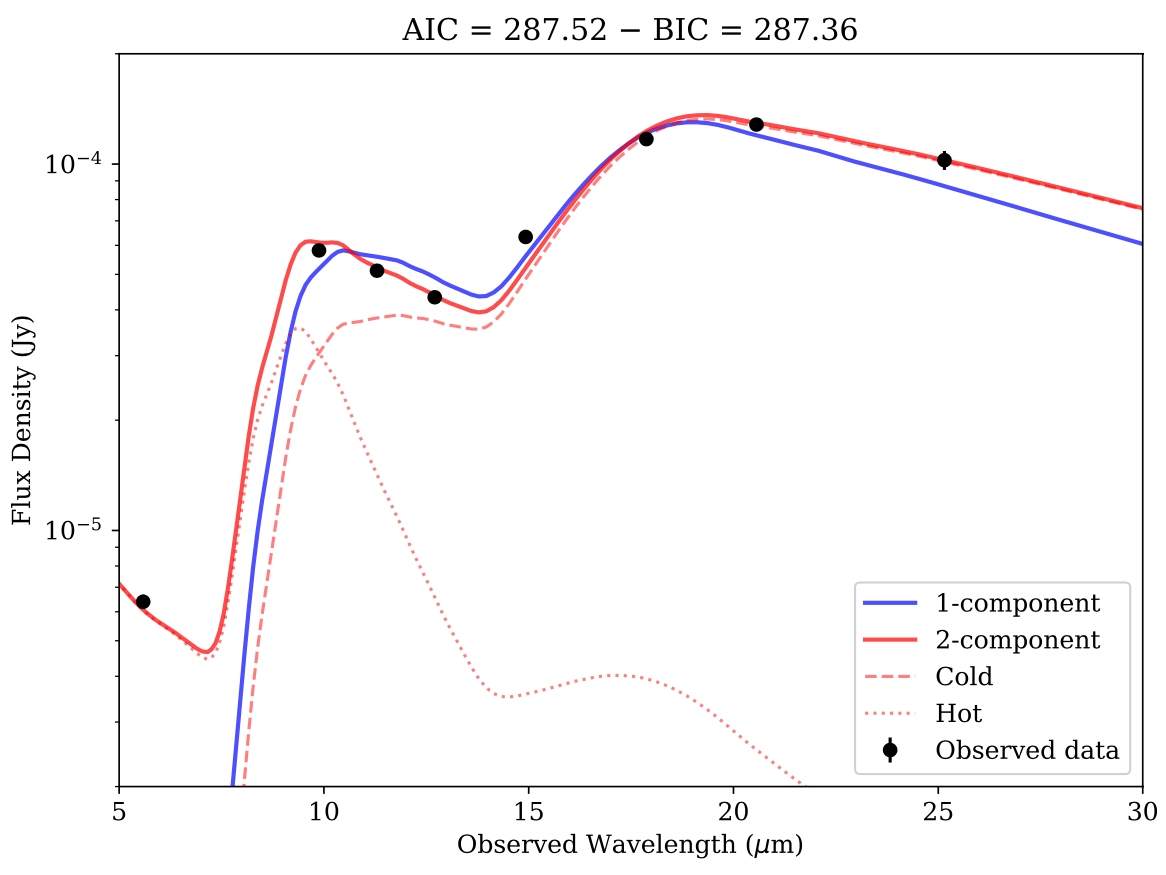 AIC = 287.52 − BIC = 287.36
Flux Density (Jy)
10⁻⁴
10⁻⁵
5 10 15 20 25 30
Observed Wavelength (μm)
1-component
2-component
Cold
Hot
Observed data